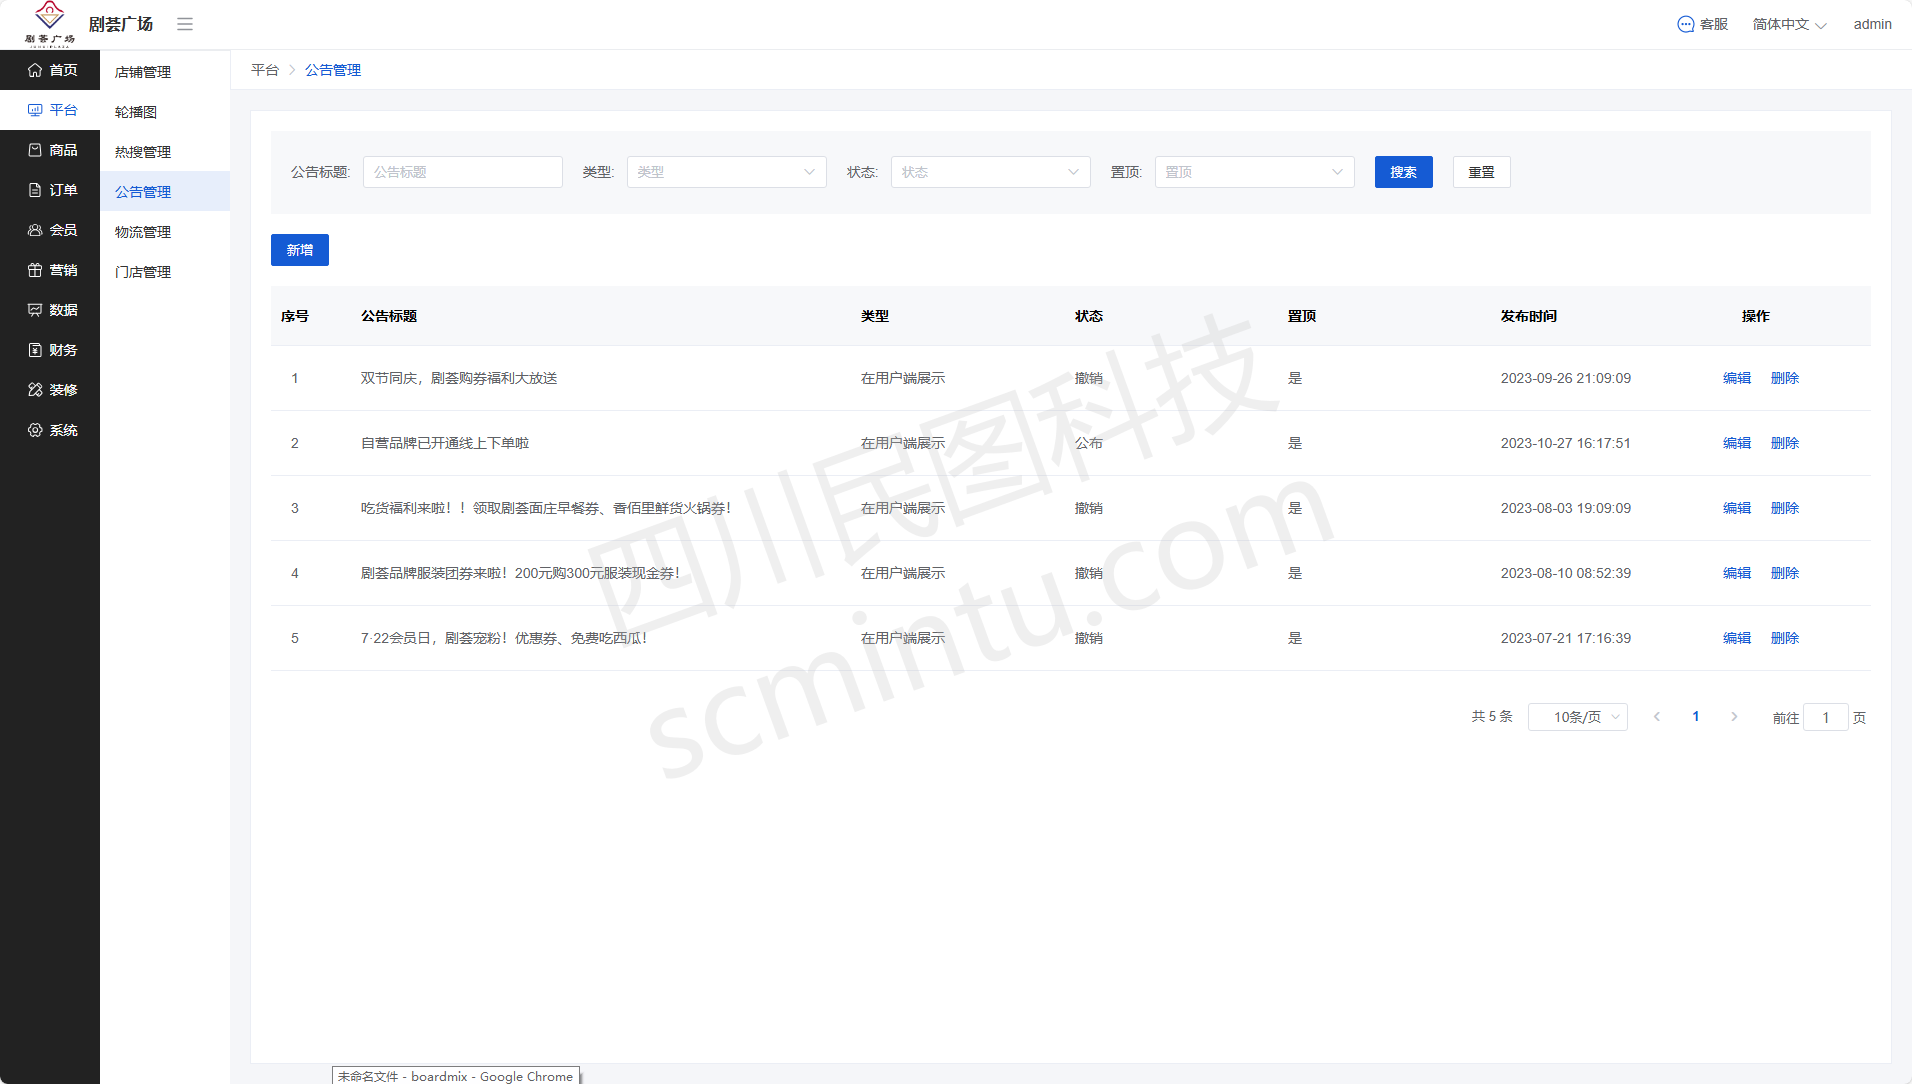 剧荟广场
剧荟广场
客服
简体中文
admin
首页
平台
商品
订单
会员
营销
数据
财务
装修
系统
店铺管理
轮播图
热搜管理
公告管理
物流管理
门店管理
平台 > 公告管理
公告标题: 公告标题 类型: 类型 状态: 状态 置顶: 置顶 搜索 重置
新增
序号 公告标题 类型 状态 置顶 发布时间 操作
1 双节同庆，剧荟购券福利大放送 在用户端展示 撤销 是 2023-09-26 21:09:09 编辑 删除
2 自营品牌已开通线上下单啦 在用户端展示 公布 是 2023-10-27 16:17:51 编辑 删除
3 吃货福利来啦！！领取剧荟面庄早餐券、香佰里鲜货火锅券！ 在用户端展示 撤销 是 2023-08-03 19:09:09 编辑 删除
4 剧荟品牌服装团券来啦！200元购300元服装现金券！ 在用户端展示 撤销 是 2023-08-10 08:52:39 编辑 删除
5 7·22会员日，剧荟宠粉！优惠券、免费吃西瓜！ 在用户端展示 撤销 是 2023-07-21 17:16:39 编辑 删除
共 5 条 10条/页 < 1 > 前往 1 页
四川民图科技
scmintu.com
未命名文件 - boardmix - Google Chrome